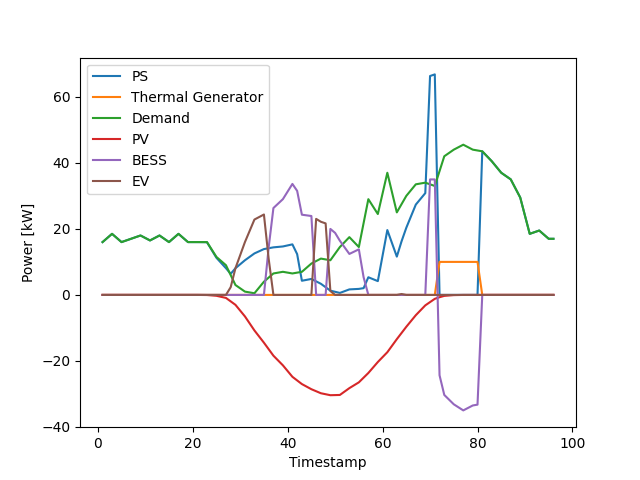 PS
Thermal Generator
Demand
PV
BESS
EV
Power [kW]
60
40
20
0
−20
−40
0 20 40 60 80 100
Timestamp